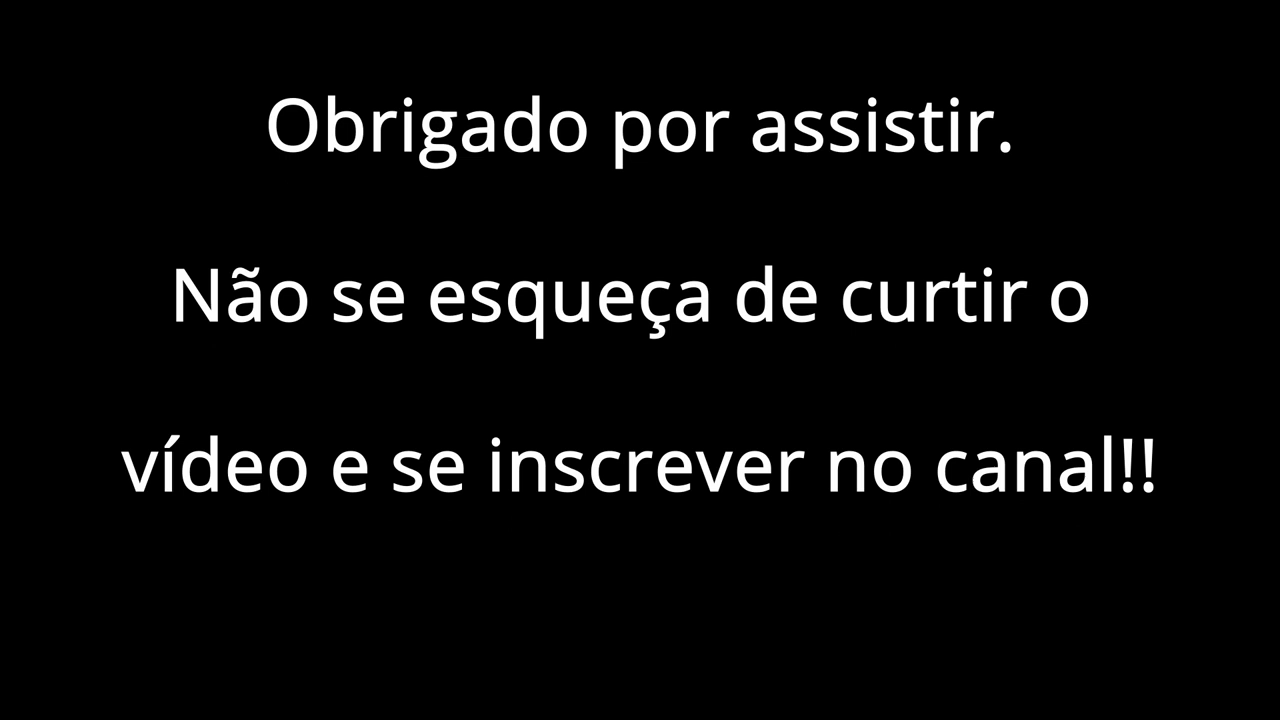 Obrigado por assistir.
Não se esqueça de curtir o
vídeo e se inscrever no canal!!